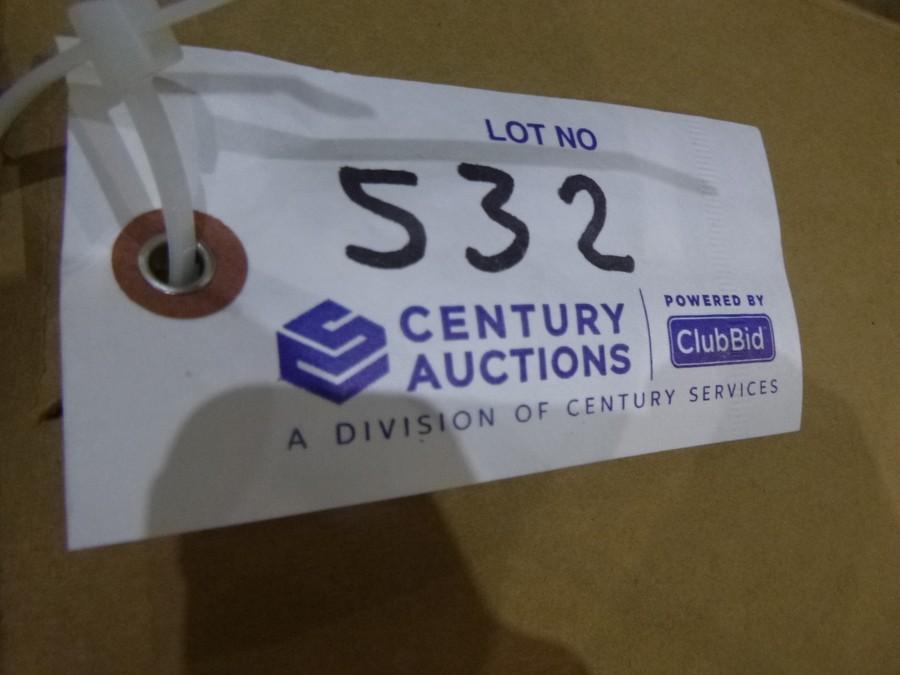 LOT NO
532
CENTURY
AUCTIONS
POWERED BY
ClubBid
A DIVISION OF CENTURY SERVICES